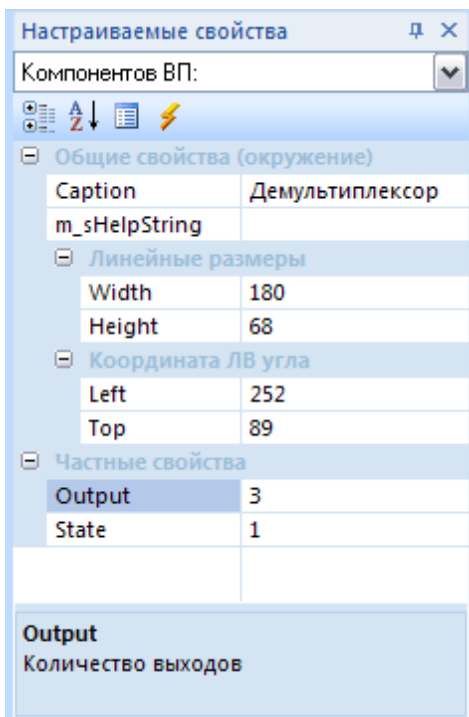 Настраиваемые свойства
Компонентов ВП:
Общие свойства (окружение)
Caption Демультиплексор
m_sHelpString
Линейные размеры
Width 180
Height 68
Координата ЛВ угла
Left 252
Top 89
Частные свойства
Output 3
State 1
Output
Количество выходов